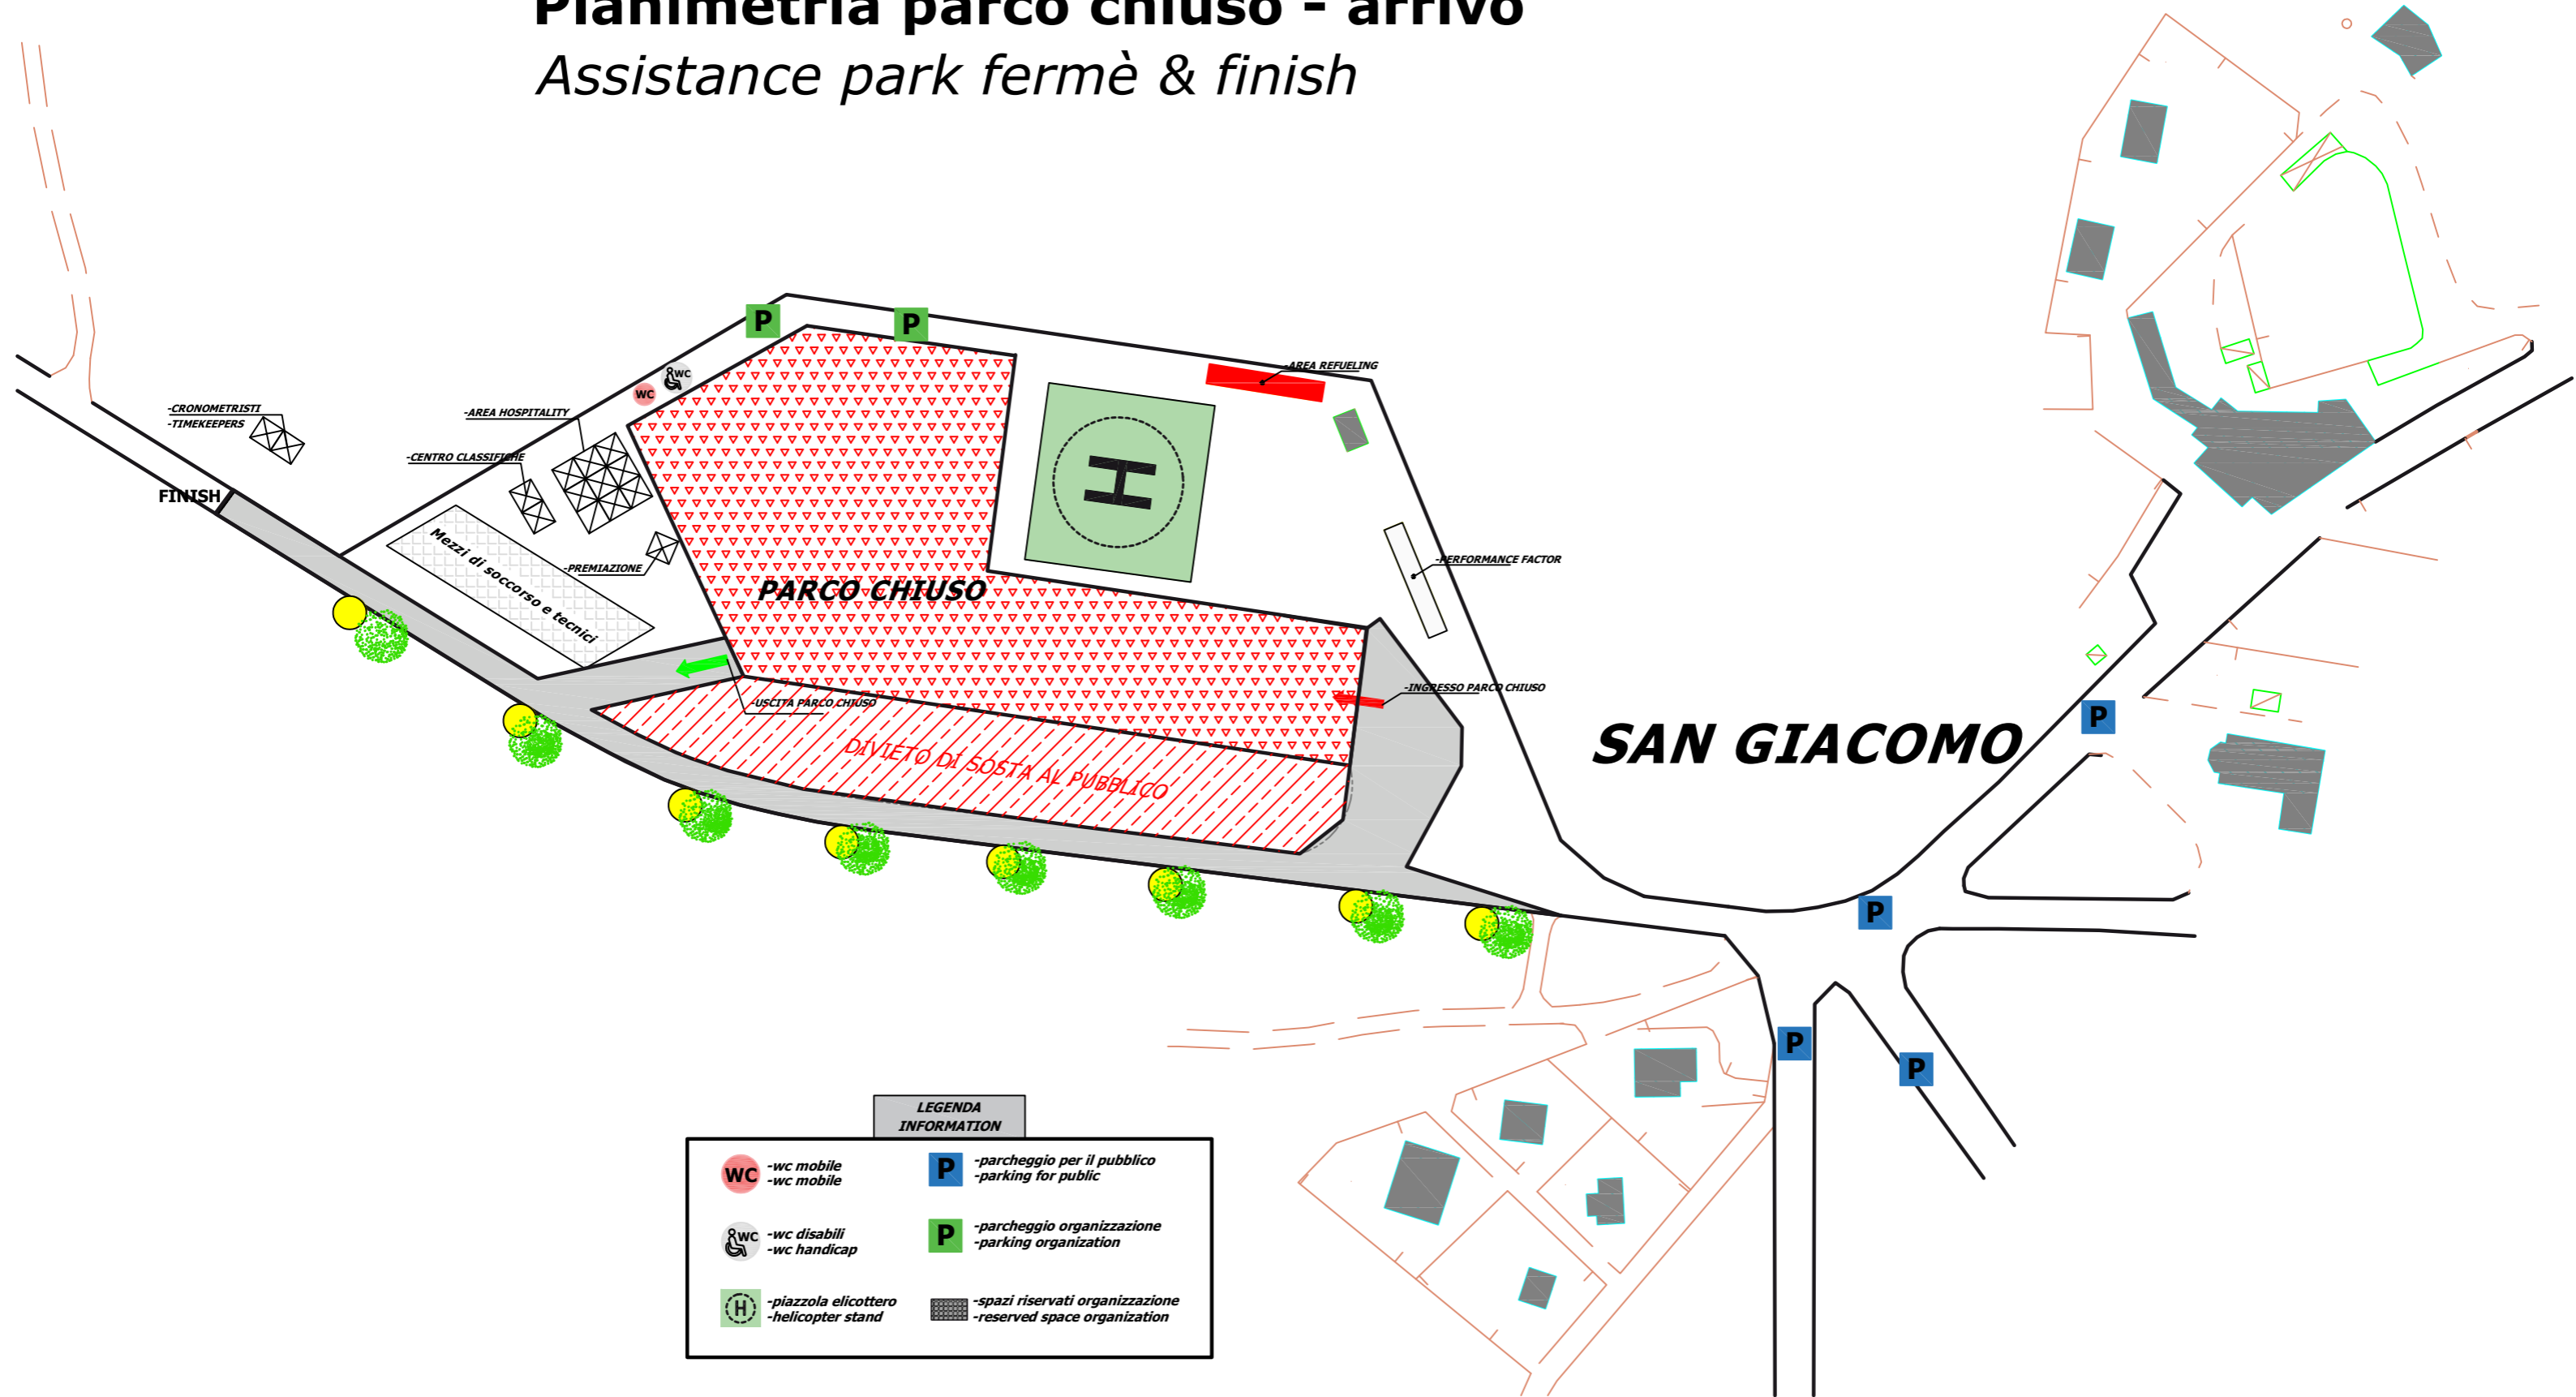 Planimetria parco chiuso - arrivo
Assistance park fermè & finish
P
P
-AREA REFUELING
WC
WC
-CRONOMETRISTI
-TIMEKEEPERS
-AREA HOSPITALITY
-CENTRO CLASSIFICHE
H
FINISH
Mezzi di soccorso e tecnici
-PREMIAZIONE
-PERFORMANCE FACTOR
PARCO CHIUSO
-USCITA PARCO CHIUSO
-INGRESSO PARCO CHIUSO
DIVIETO DI SOSTA AL PUBBLICO
SAN GIACOMO
P
P
P
P
LEGENDA
INFORMATION
WC
-wc mobile
-wc mobile
P
-parcheggio per il pubblico
-parking for public
WC
-wc disabili
-wc handicap
P
-parcheggio organizzazione
-parking organization
H
-piazzola elicottero
-helicopter stand
-spazi riservati organizzazione
-reserved space organization